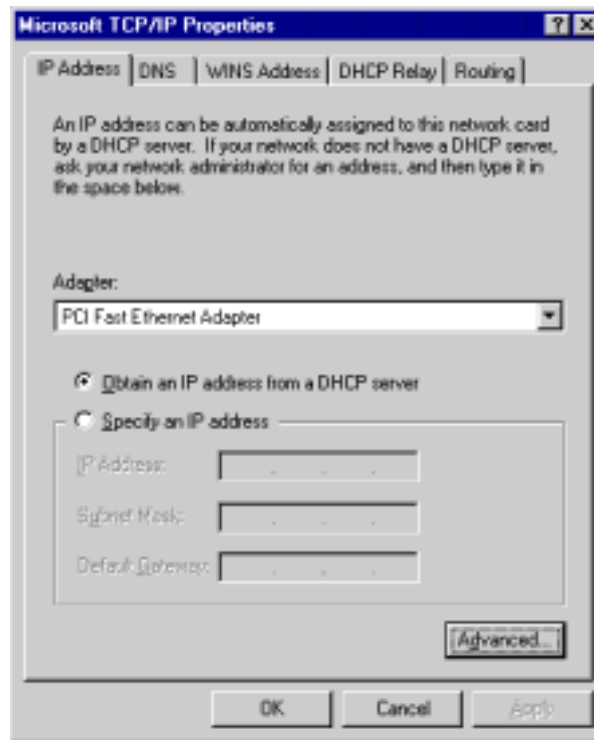 Microsoft TCP/IP Properties
IP Address DNS WINS Address DHCP Relay Routing
An IP address can be automatically assigned to this network card
by a DHCP server. If your network does not have a DHCP server,
ask your network administrator for an address, and then type it in
the space below.
Adapter:
PCI Fast Ethernet Adapter
Obtain an IP address from a DHCP server
Specify an IP address
IP Address:
Subnet Mask:
Default Gateway:
Advanced...
OK Cancel Apply